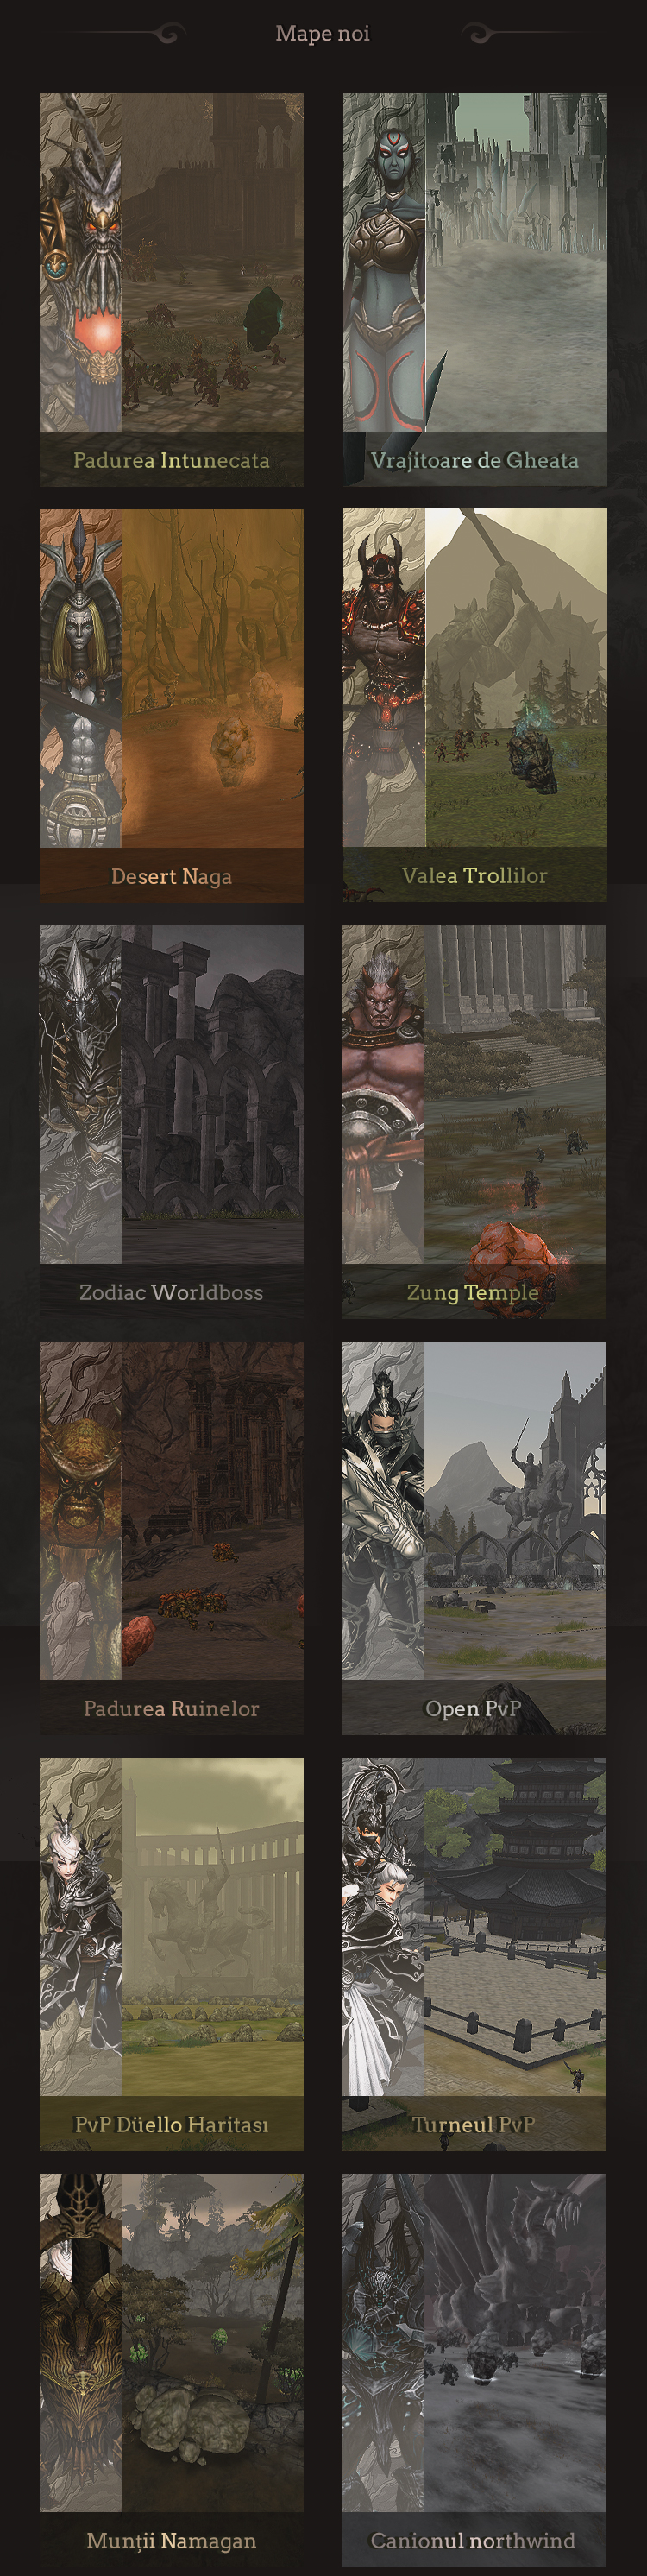 Mape noi
Padurea Intunecata
Vrajitoare de Gheata
Desert Naga
Valea Trollilor
Zodiac Worldboss
Zung Temple
Padurea Ruinelor
Open PvP
PvP Düello Haritası
Turneul PvP
Munţii Namagan
Canionul northwind